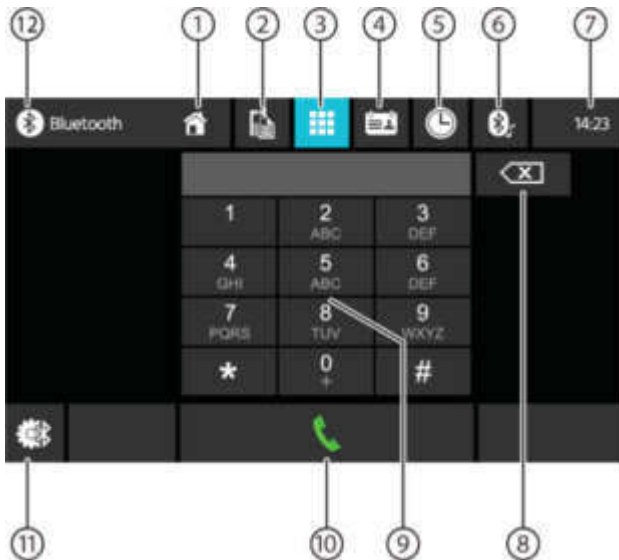 12 1 2 3 4 5 6 7
Bluetooth 14:23
1 2 3
ABC DEF
4 5 6
GHI ABC DEF
7 8 9
PQRS TUV WXYZ
* 0 #
+
11 10 9 8